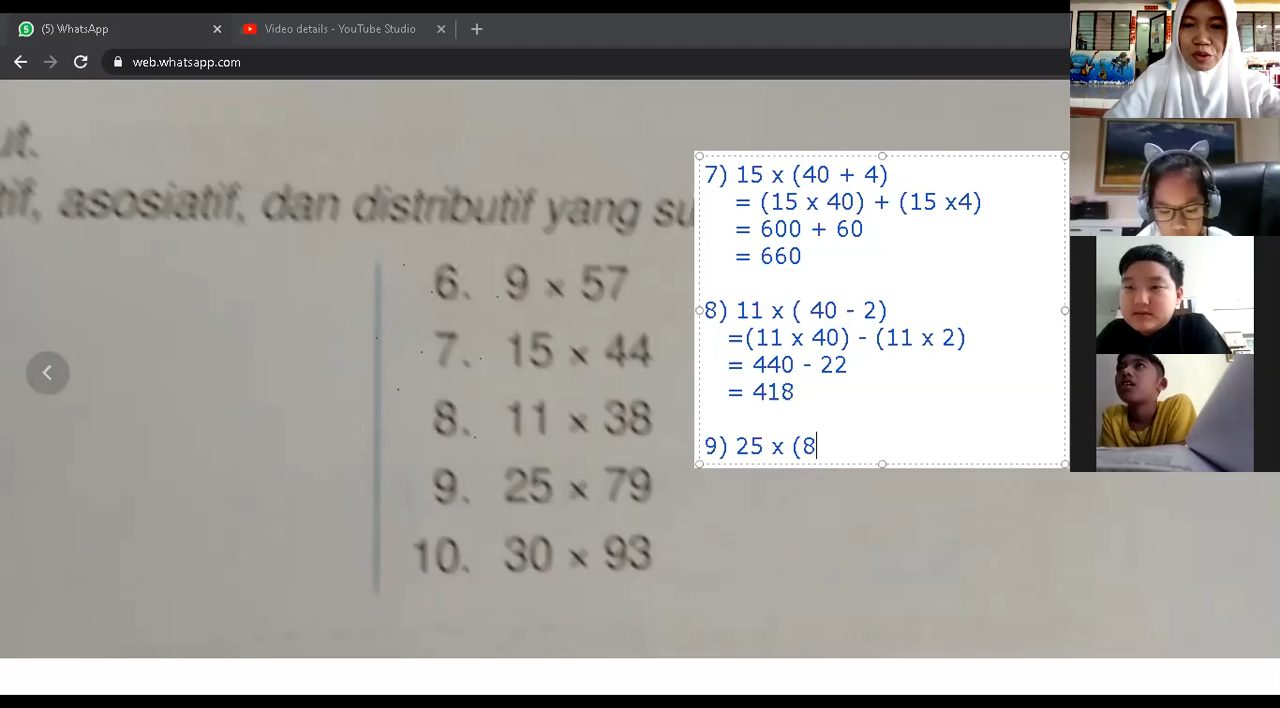 (5) WhatsApp
Video details - YouTube Studio
web.whatsapp.com
ut.
tif, asosiatif, dan distributif yang su
6. 9 × 57
7. 15 × 44
8. 11 × 38
9. 25 × 79
10. 30 × 93
7) 15 x (40 + 4)
= (15 x 40) + (15 x4)
= 600 + 60
= 660
8) 11 x ( 40 - 2)
=(11 x 40) - (11 x 2)
= 440 - 22
= 418
9) 25 x (8